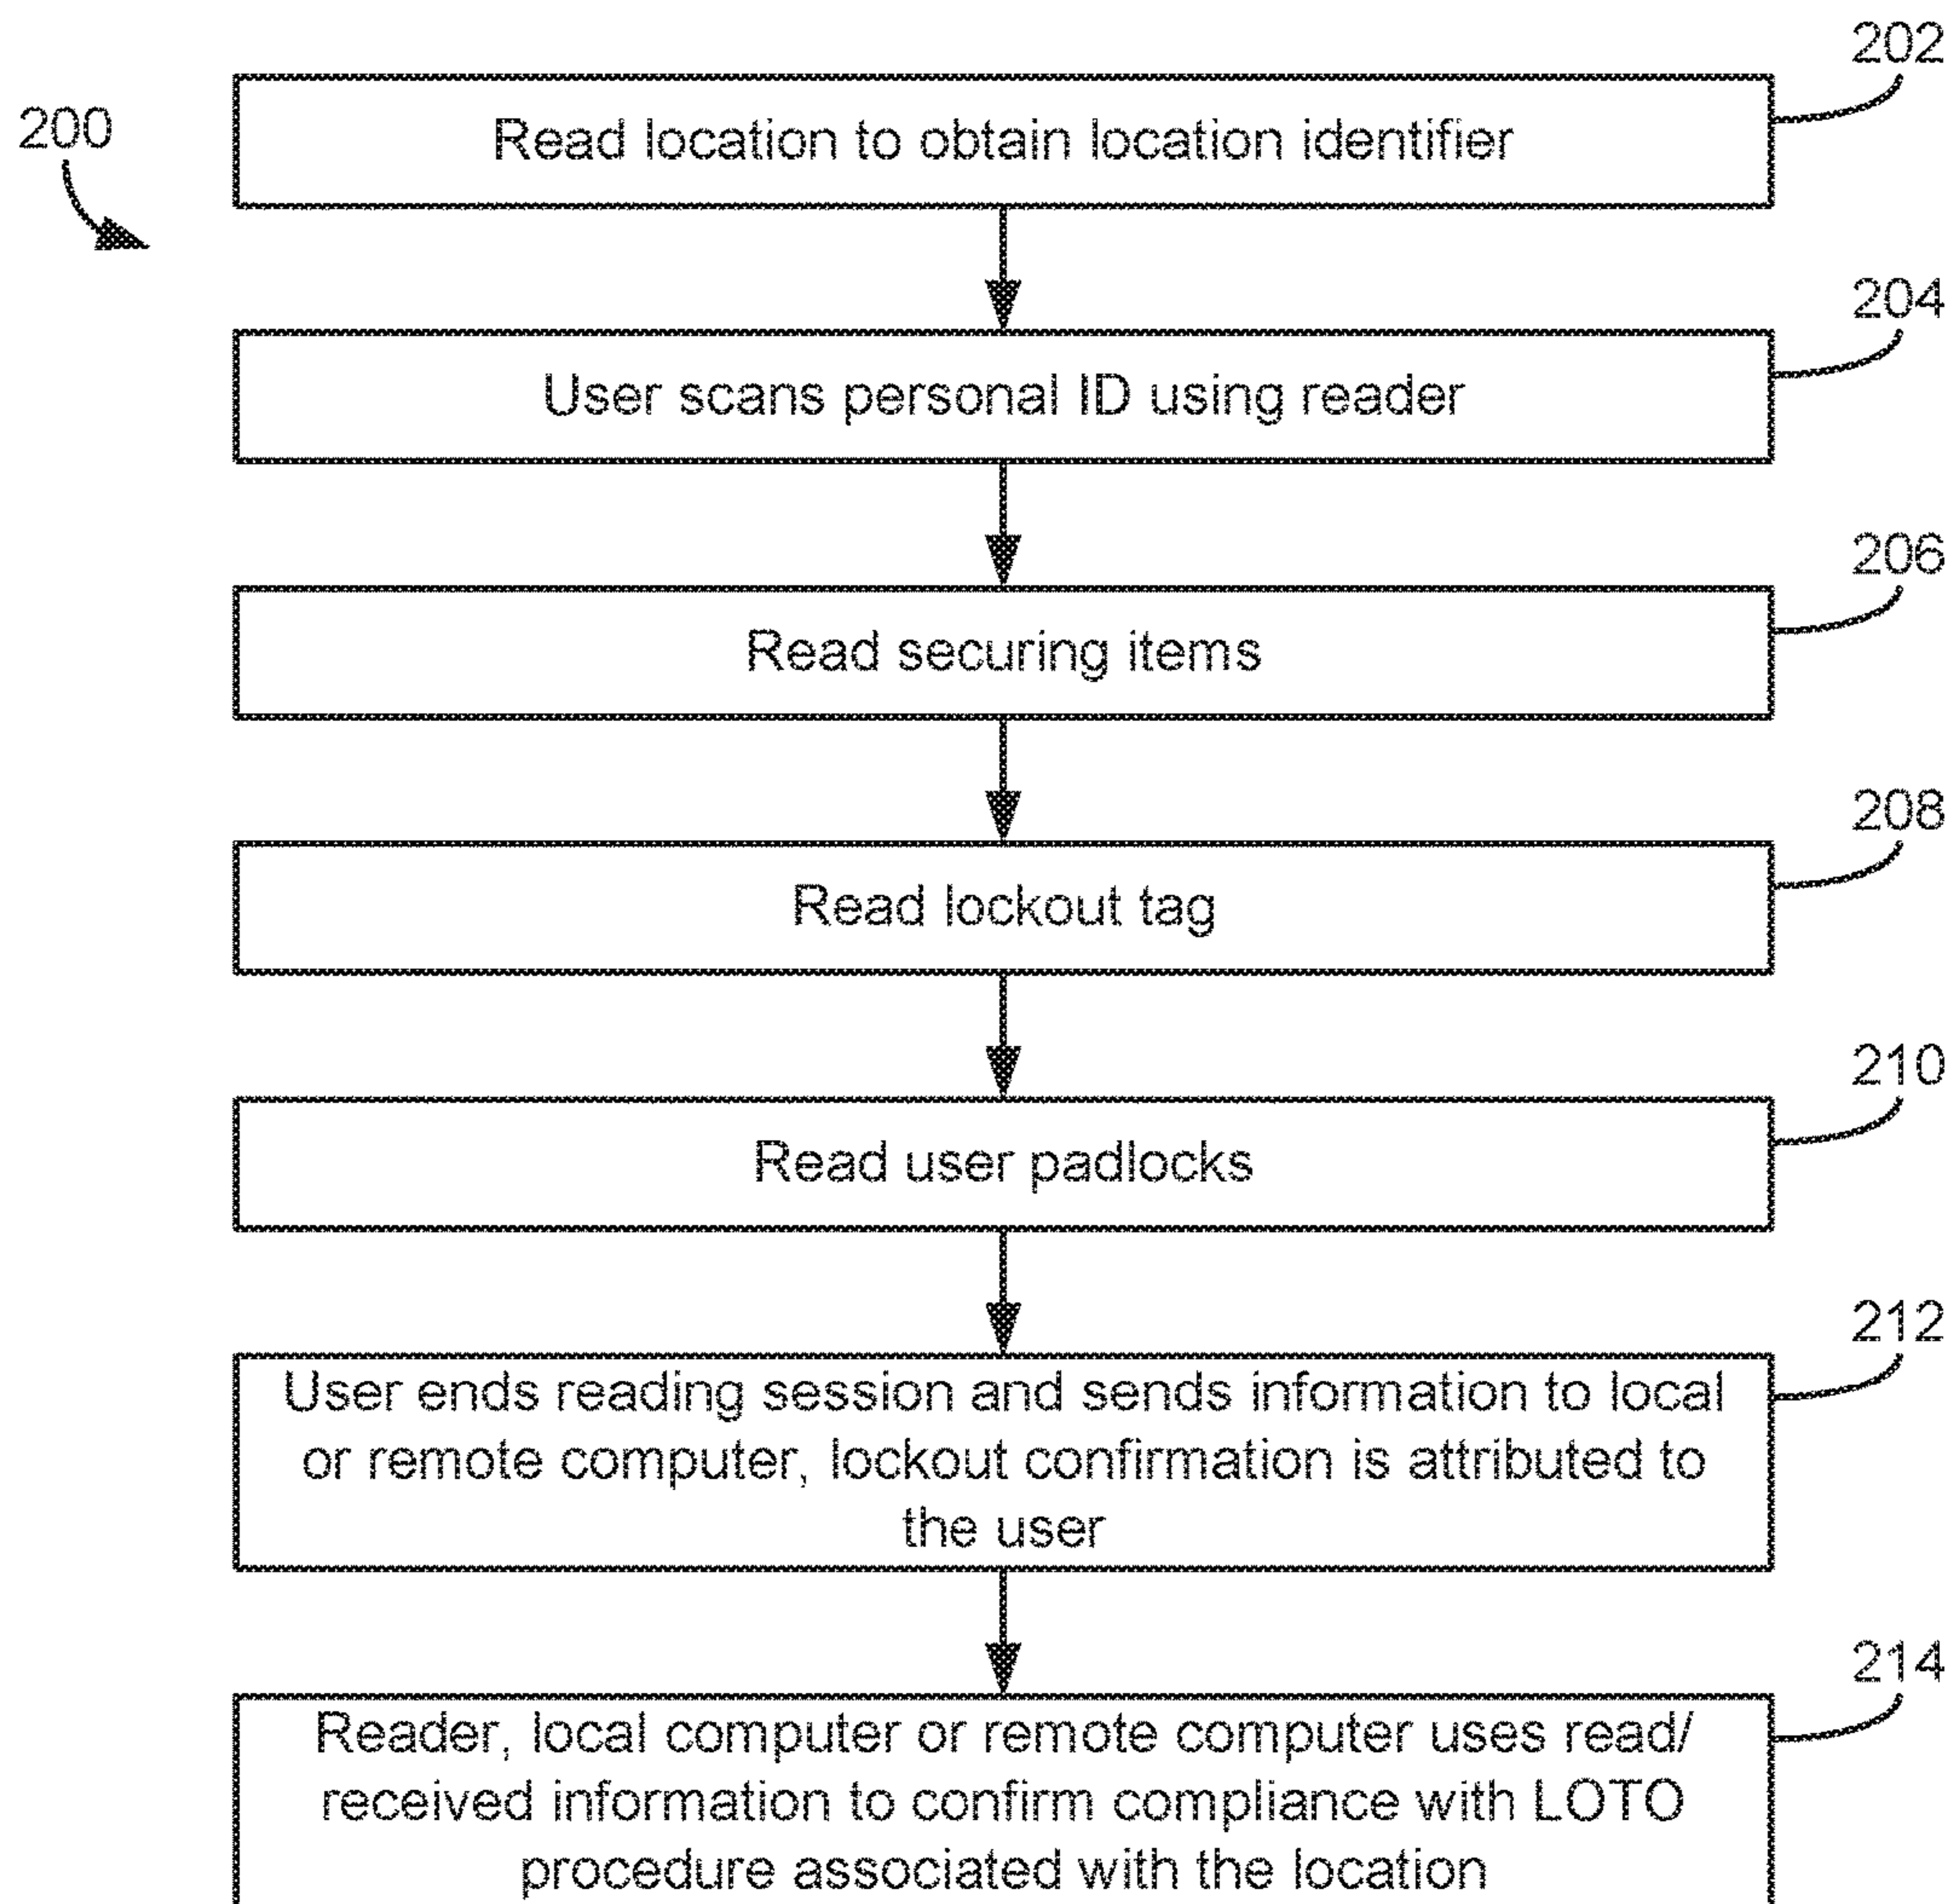 202
200
Read location to obtain location identifier
204
User scans personal ID using reader
206
Read securing items
208
Read lockout tag
210
Read user padlocks
212
User ends reading session and sends information to local
or remote computer, lockout confirmation is attributed to
the user
214
Reader, local computer or remote computer uses read/
received information to confirm compliance with LOTO
procedure associated with the location